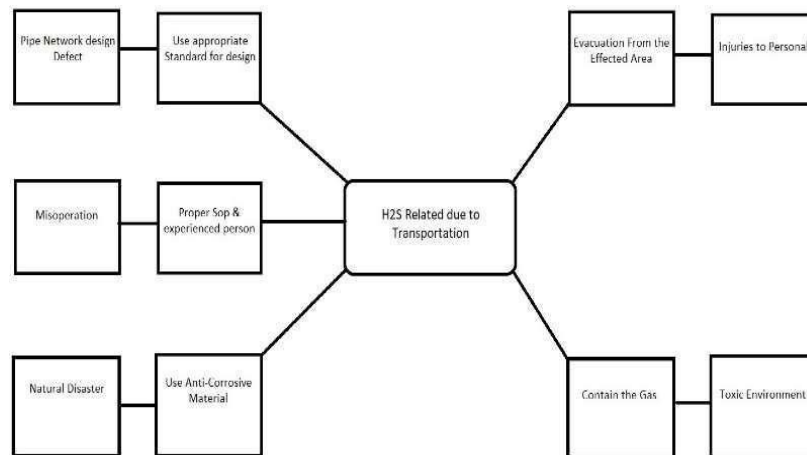 Pipe Network design
Defect
Use appropriate
Standard for design
Evacuation From the
Effected Area
Injuries to Personal
Misoperation
Proper Sop &
experienced person
H2S Related due to
Transportation
Natural Disaster
Use Anti-Corrosive
Material
Contain the Gas
Toxic Environment